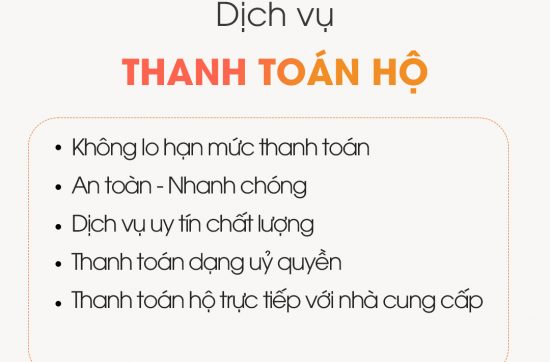 Dịch vụ
THANH TOÁN HỘ
• Không lo hạn mức thanh toán
• An toàn - Nhanh chóng
• Dịch vụ uy tín chất lượng
• Thanh toán dạng uỷ quyền
• Thanh toán hộ trực tiếp với nhà cung cấp